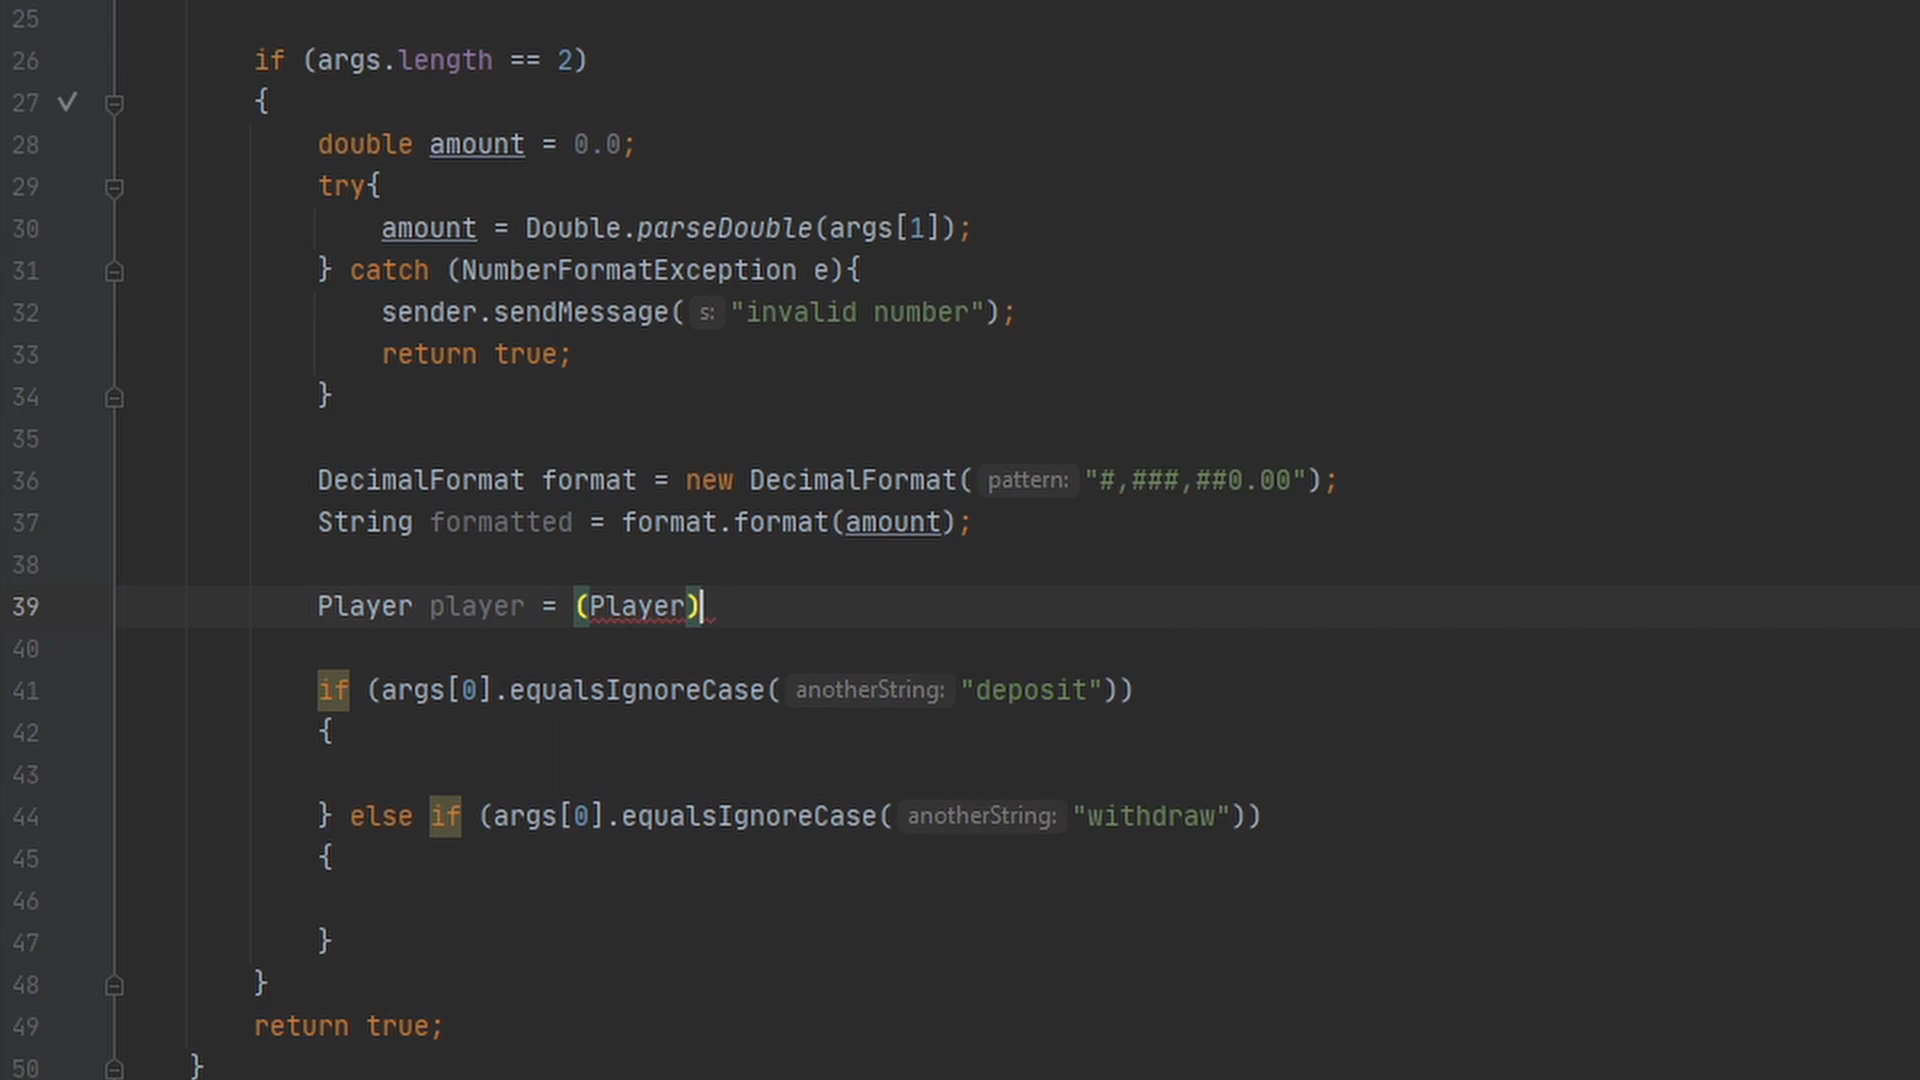 25
26 if (args.length == 2)
27 {
28 double amount = 0.0;
29 try{
30 amount = Double.parseDouble(args[1]);
31 } catch (NumberFormatException e){
32 sender.sendMessage( s: "invalid number");
33 return true;
34 }
35
36 DecimalFormat format = new DecimalFormat( pattern: "#,###,##0.00");
37 String formatted = format.format(amount);
38
39 Player player = (Player)
40
41 if (args[0].equalsIgnoreCase( anotherString: "deposit"))
42 {
43
44 } else if (args[0].equalsIgnoreCase( anotherString: "withdraw"))
45 {
46
47 }
48 }
49 return true;
50 }